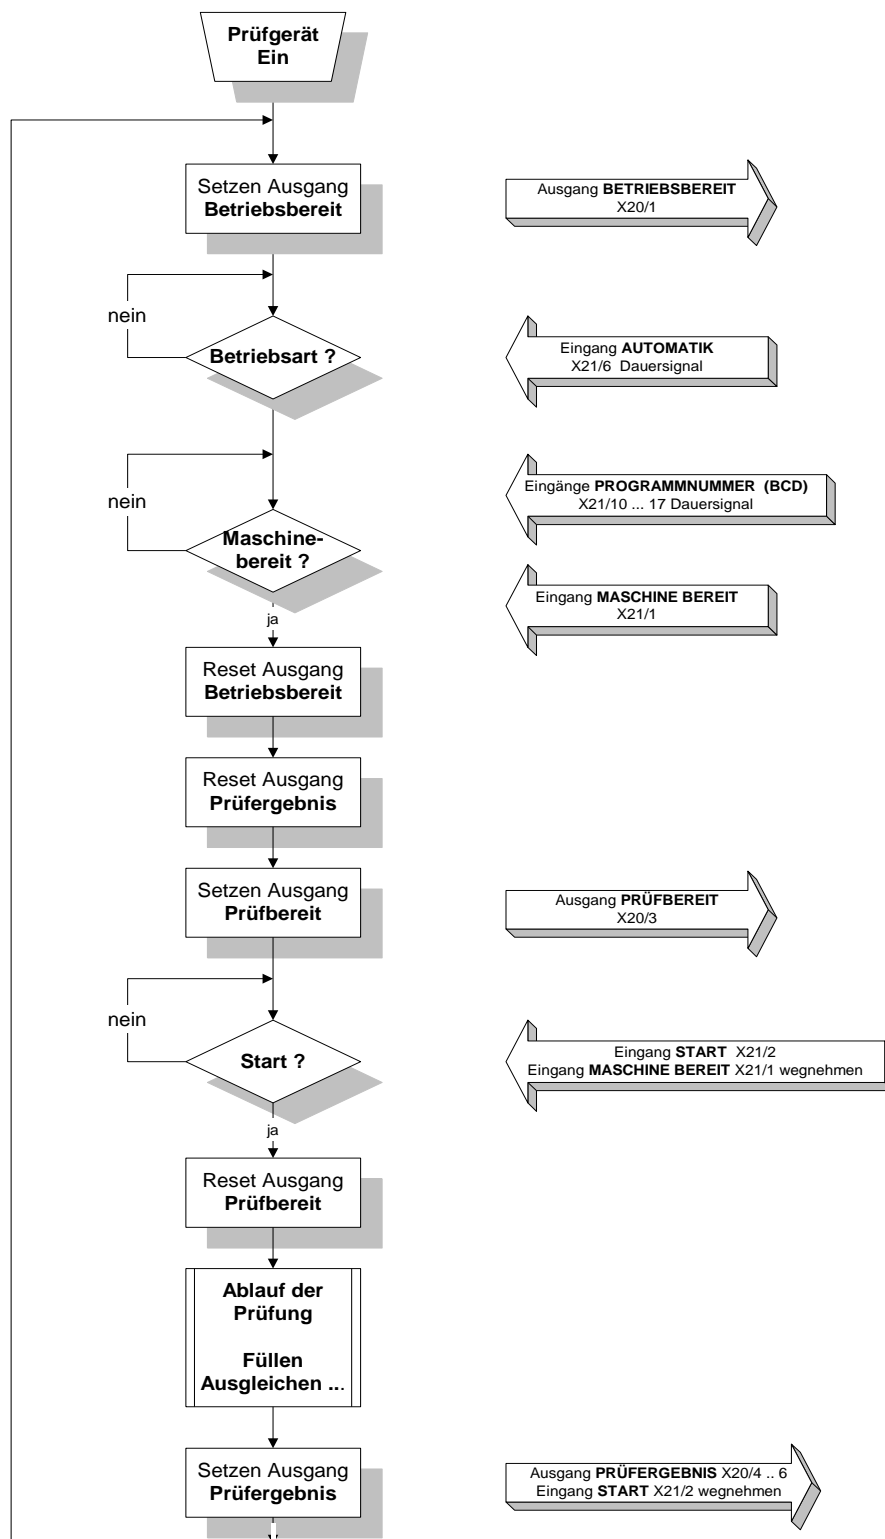 Prüfgerät
Ein
Setzen Ausgang
Betriebsbereit
Ausgang BETRIEBSBEREIT
X20/1
nein
Betriebsart ?
Eingang AUTOMATIK
X21/6 Dauersignal
nein
Eingänge PROGRAMMNUMMER (BCD)
X21/10 ... 17 Dauersignal
Maschine-
bereit ?
Eingang MASCHINE BEREIT
X21/1
ja
Reset Ausgang
Betriebsbereit
Reset Ausgang
Prüfergebnis
Setzen Ausgang
Prüfbereit
Ausgang PRÜFBEREIT
X20/3
nein
Start ?
Eingang START X21/2
Eingang MASCHINE BEREIT X21/1 wegnehmen
ja
Reset Ausgang
Prüfbereit
Ablauf der
Prüfung
Füllen
Ausgleichen ...
Setzen Ausgang
Prüfergebnis
Ausgang PRÜFERGEBNIS X20/4 .. 6
Eingang START X21/2 wegnehmen